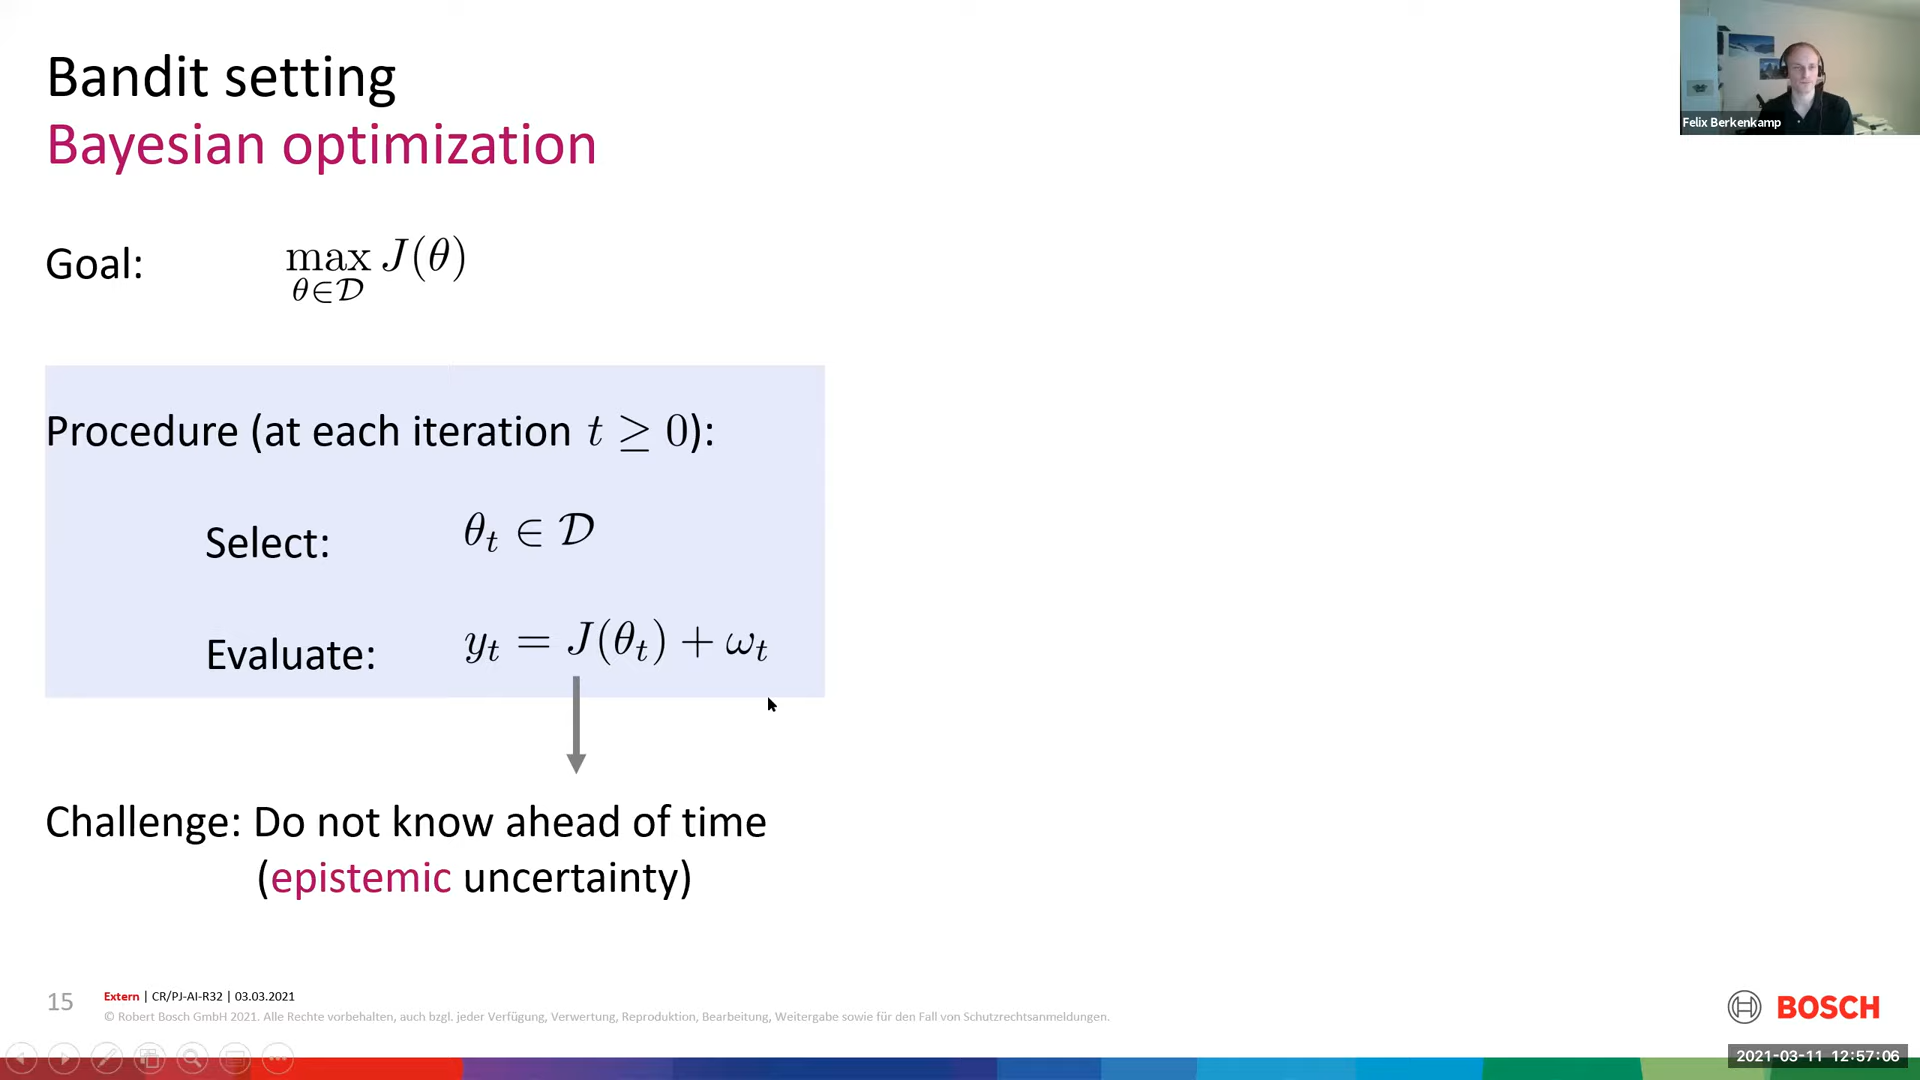 Bandit setting
Bayesian optimization
Felix Berkenkamp
Goal: max J(θ)
θ∈𝒟
Procedure (at each iteration t ≥ 0):
Select: θ_t ∈ 𝒟
Evaluate: y_t = J(θ_t) + ω_t
Challenge: Do not know ahead of time
(epistemic uncertainty)
15 Extern | CR/PJ-AI-R32 | 03.03.2021
© Robert Bosch GmbH 2021. Alle Rechte vorbehalten, auch bzgl. jeder Verfügung, Verwertung, Reproduktion, Bearbeitung, Weitergabe sowie für den Fall von Schutzrechtsanmeldungen.
BOSCH
2021-03-11 12:57:06